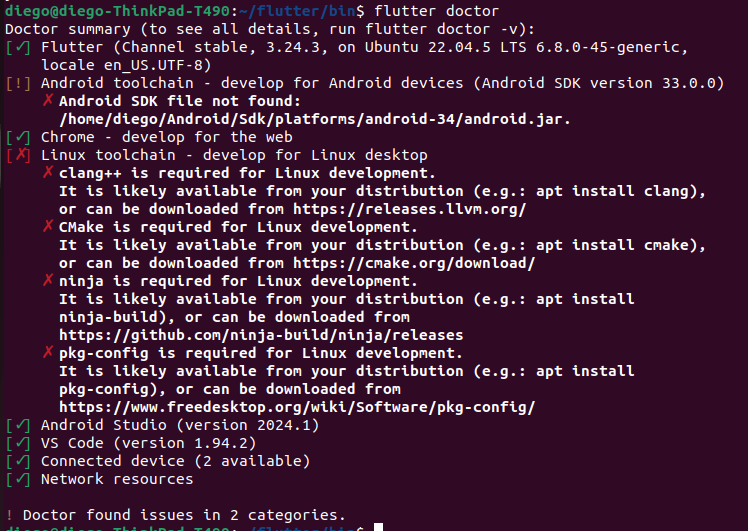 diego@diego-ThinkPad-T490:~/flutter/bin$ flutter doctor
Doctor summary (to see all details, run flutter doctor -v):
[✓] Flutter (Channel stable, 3.24.3, on Ubuntu 22.04.5 LTS 6.8.0-45-generic,
locale en_US.UTF-8)
[!] Android toolchain - develop for Android devices (Android SDK version 33.0.0)
✗ Android SDK file not found:
/home/diego/Android/Sdk/platforms/android-34/android.jar.
[✓] Chrome - develop for the web
[✗] Linux toolchain - develop for Linux desktop
✗ clang++ is required for Linux development.
It is likely available from your distribution (e.g.: apt install clang),
or can be downloaded from https://releases.llvm.org/
✗ CMake is required for Linux development.
It is likely available from your distribution (e.g.: apt install cmake),
or can be downloaded from https://cmake.org/download/
✗ ninja is required for Linux development.
It is likely available from your distribution (e.g.: apt install
ninja-build), or can be downloaded from
https://github.com/ninja-build/ninja/releases
✗ pkg-config is required for Linux development.
It is likely available from your distribution (e.g.: apt install
pkg-config), or can be downloaded from
https://www.freedesktop.org/wiki/Software/pkg-config/
[✓] Android Studio (version 2024.1)
[✓] VS Code (version 1.94.2)
[✓] Connected device (2 available)
[✓] Network resources
! Doctor found issues in 2 categories.
diego@diego-ThinkPad-T490:~/flutter/bin$